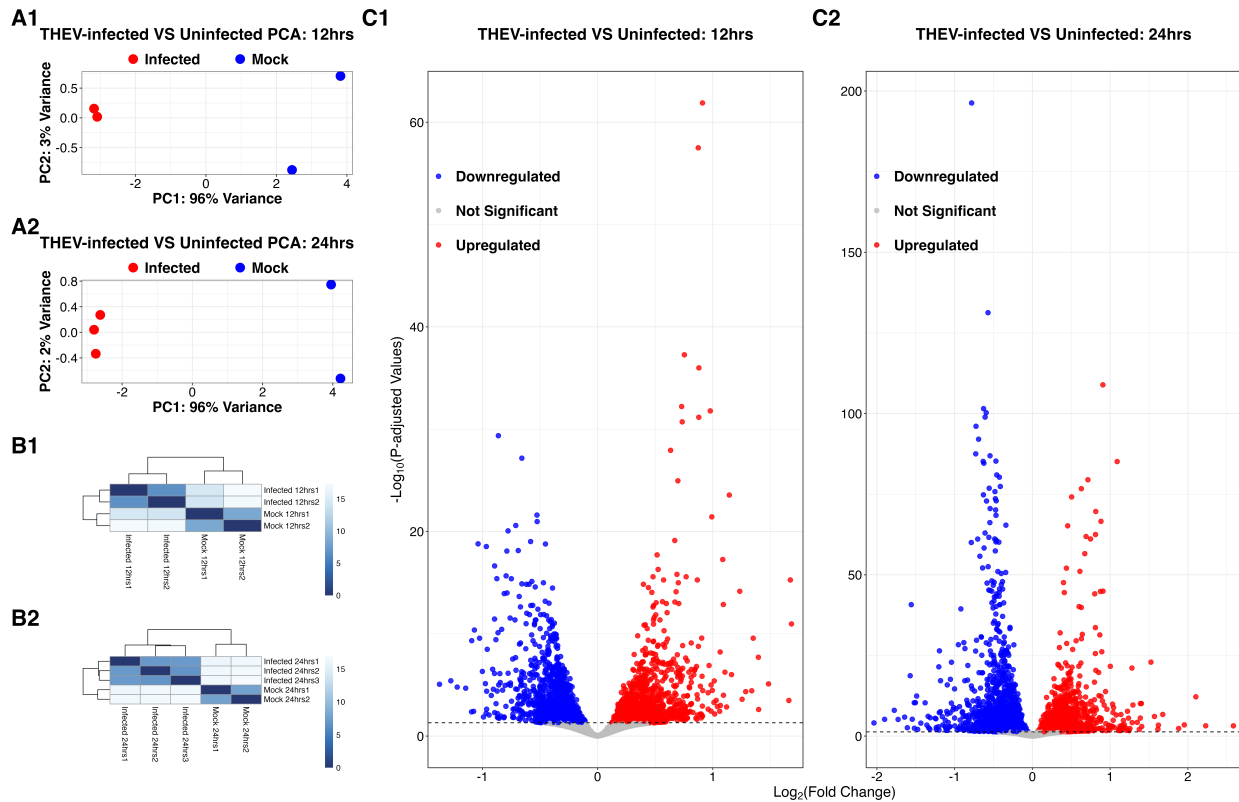 A1
THEV-infected VS Uninfected PCA: 12hrs
Infected
Mock
PC2: 3% Variance
0.5
0.0
-0.5
-2
0
2
4
PC1: 96% Variance
A2
THEV-infected VS Uninfected PCA: 24hrs
Infected
Mock
PC2: 2% Variance
0.8
0.4
0.0
-0.4
-2
0
2
4
PC1: 96% Variance
B1
Infected 12hrs1
Infected 12hrs2
Mock 12hrs1
Mock 12hrs2
Infected 12hrs1
Infected 12hrs2
Mock 12hrs1
Mock 12hrs2
15
10
5
0
B2
Infected 24hrs1
Infected 24hrs2
Infected 24hrs3
Mock 24hrs1
Mock 24hrs2
Infected 24hrs1
Infected 24hrs2
Infected 24hrs3
Mock 24hrs1
Mock 24hrs2
15
10
5
0
C1
THEV-infected VS Uninfected: 12hrs
Downregulated
Not Significant
Upregulated
-Log10(P-adjusted Values)
60
40
20
0
-1
0
1
C2
THEV-infected VS Uninfected: 24hrs
Downregulated
Not Significant
Upregulated
200
150
100
50
0
-2
-1
0
1
2
Log2(Fold Change)